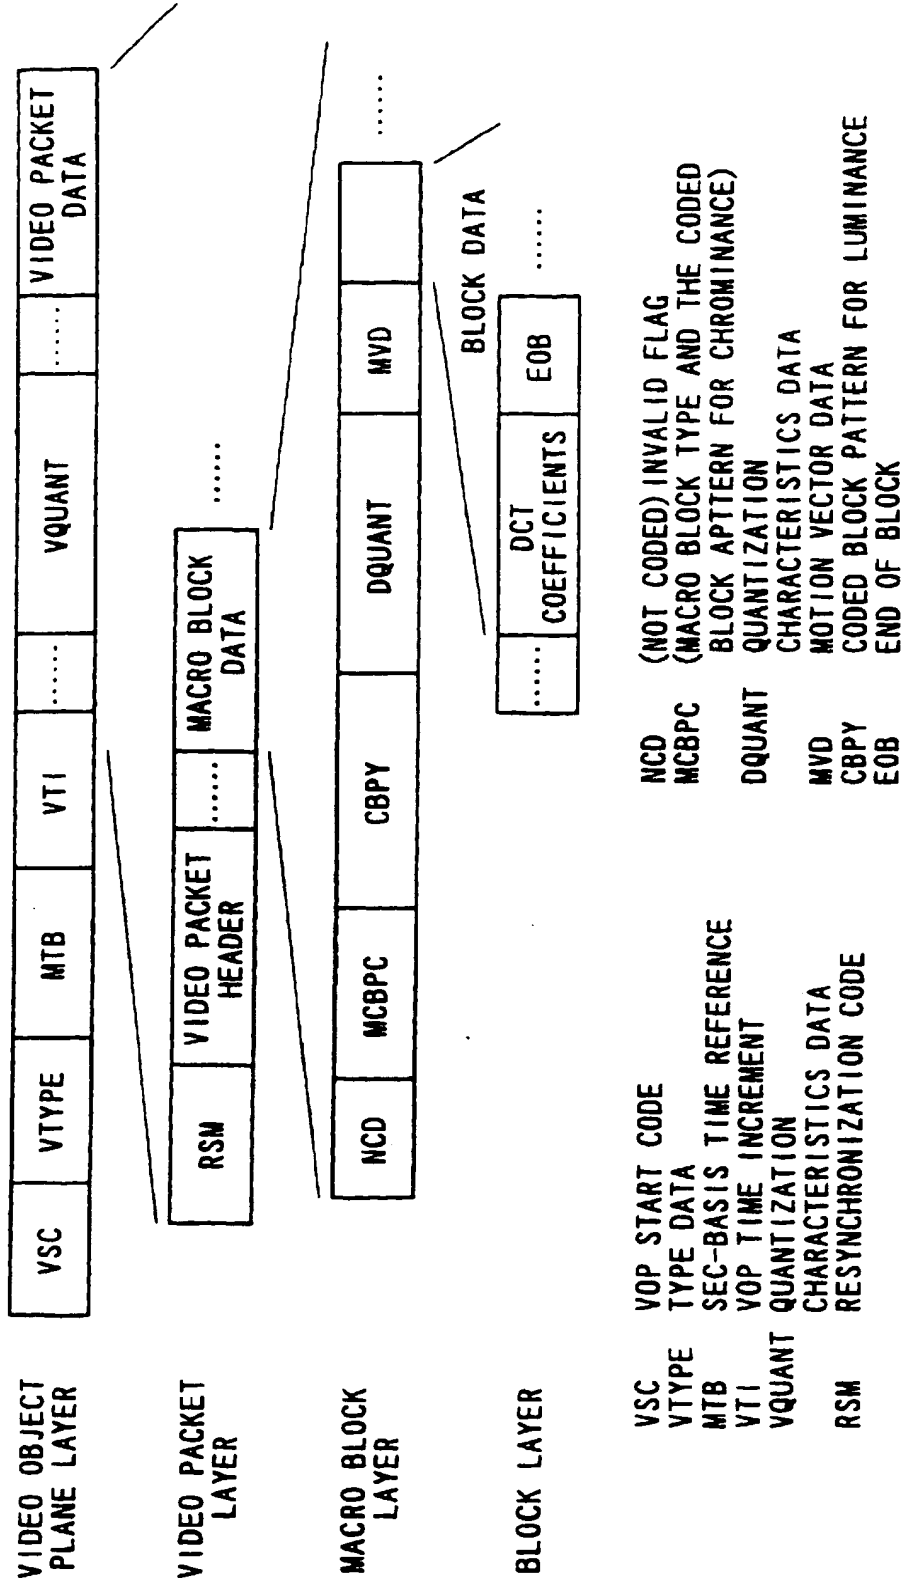 VIDEO OBJECT
PLANE LAYER
VSC VTYPE MTB VTI ...... VQUANT ......
VIDEO PACKET
DATA
VIDEO PACKET
LAYER
RSM
VIDEO PACKET
HEADER
......
MACRO BLOCK
DATA
......
MACRO BLOCK
LAYER
NCD MCBPC CBPY DQUANT MVD ......
BLOCK DATA
BLOCK LAYER
......
DCT
COEFFICIENTS
EOB ......
VSC VOP START CODE
VTYPE TYPE DATA
MTB SEC-BASIS TIME REFERENCE
VTI VOP TIME INCREMENT
VQUANT QUANTIZATION
CHARACTERISTICS DATA
RSM RESYNCHRONIZATION CODE
NCD (NOT CODED)INVALID FLAG
MCBPC (MACRO BLOCK TYPE AND THE CODED
BLOCK APTTERN FOR CHROMINANCE)
DQUANT QUANTIZATION
CHARACTERISTICS DATA
MVD MOTION VECTOR DATA
CBPY CODED BLOCK PATTERN FOR LUMINANCE
EOB END OF BLOCK